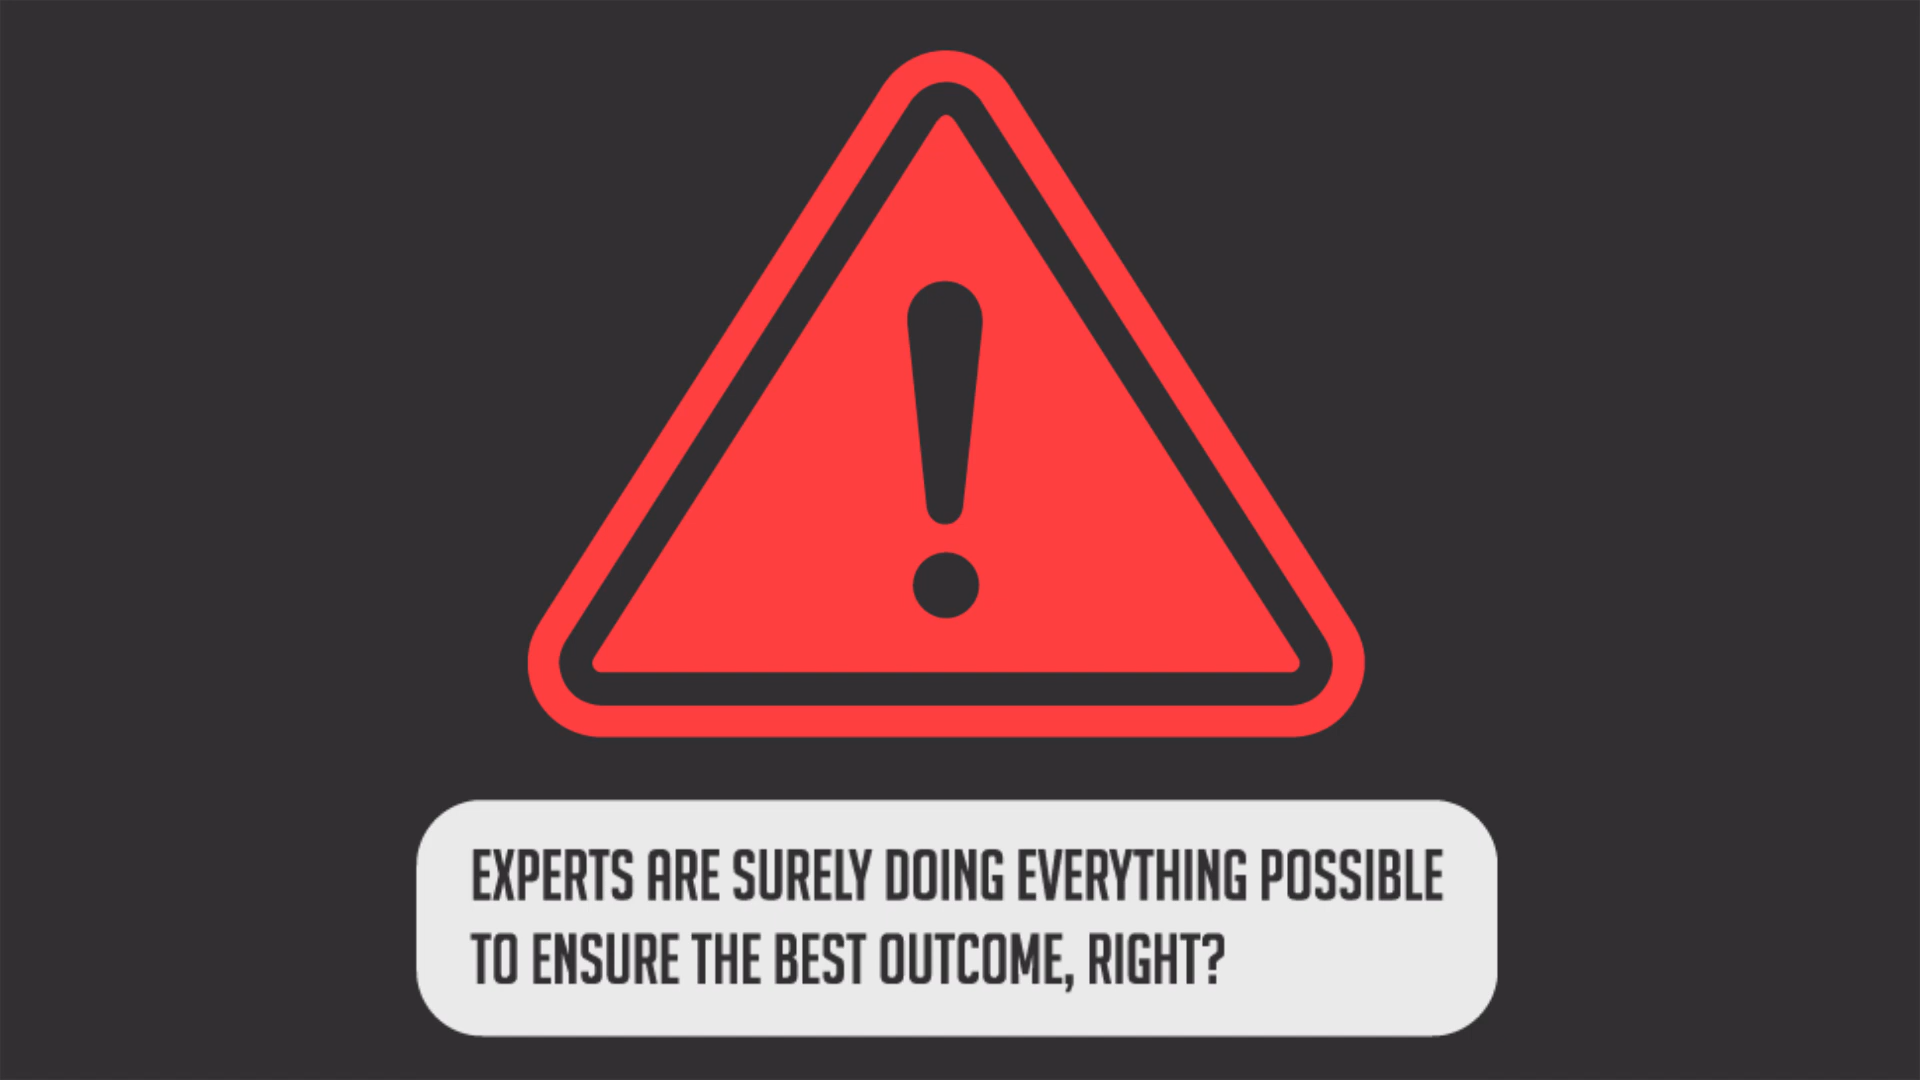 EXPERTS ARE SURELY DOING EVERYTHING POSSIBLE
TO ENSURE THE BEST OUTCOME, RIGHT?